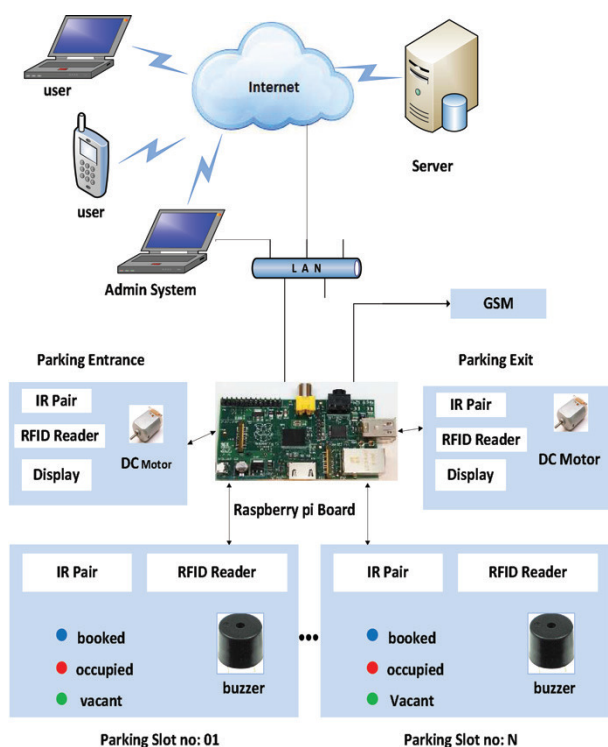 user
Internet
Server
user
Admin System
L A N
GSM
Parking Entrance
Parking Exit
IR Pair
RFID Reader
Display
DC Motor
IR Pair
RFID Reader
Display
DC Motor
Raspberry pi Board
IR Pair
RFID Reader
booked
occupied
vacant
buzzer
IR Pair
RFID Reader
booked
occupied
Vacant
buzzer
Parking Slot no: 01
Parking Slot no: N